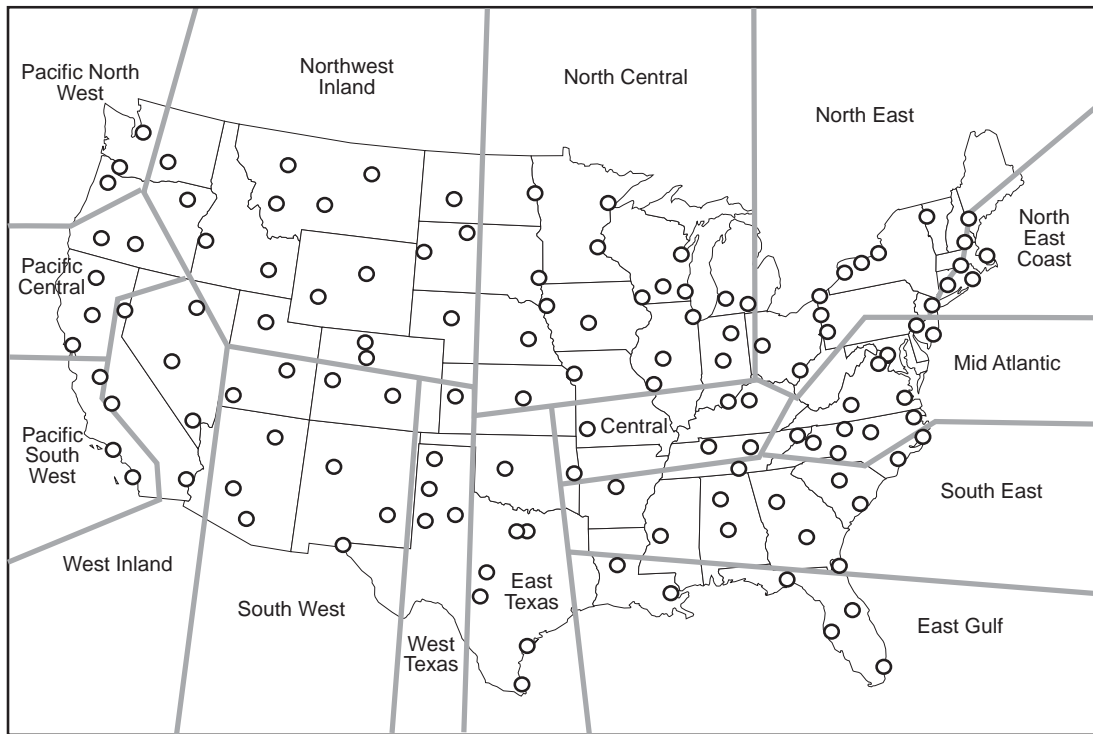 Pacific North
West
Northwest
Inland
North Central
North East
North
East
Coast
Pacific
Central
Mid Atlantic
Central
Pacific
South
West
South East
West Inland
South West
East
Texas
West
Texas
East Gulf